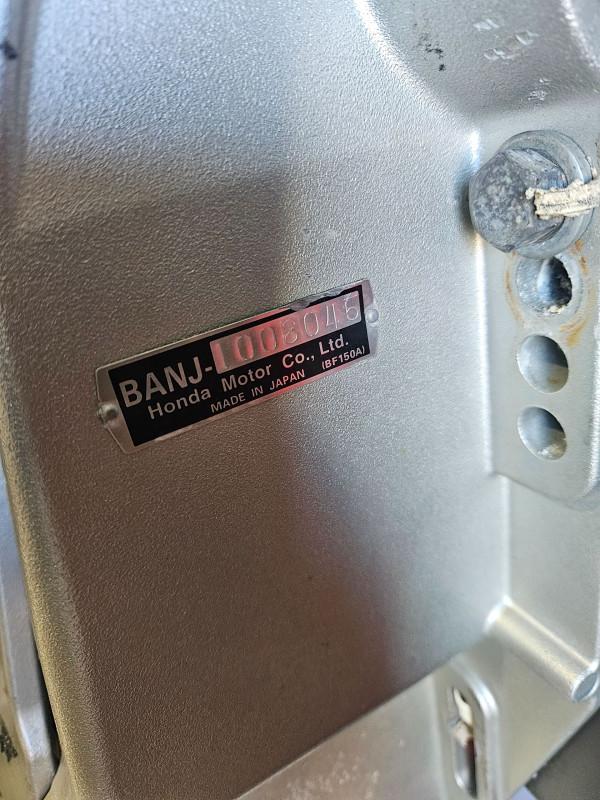 BANJ-1008046
Honda Motor Co., Ltd.
MADE IN JAPAN (BF150A)